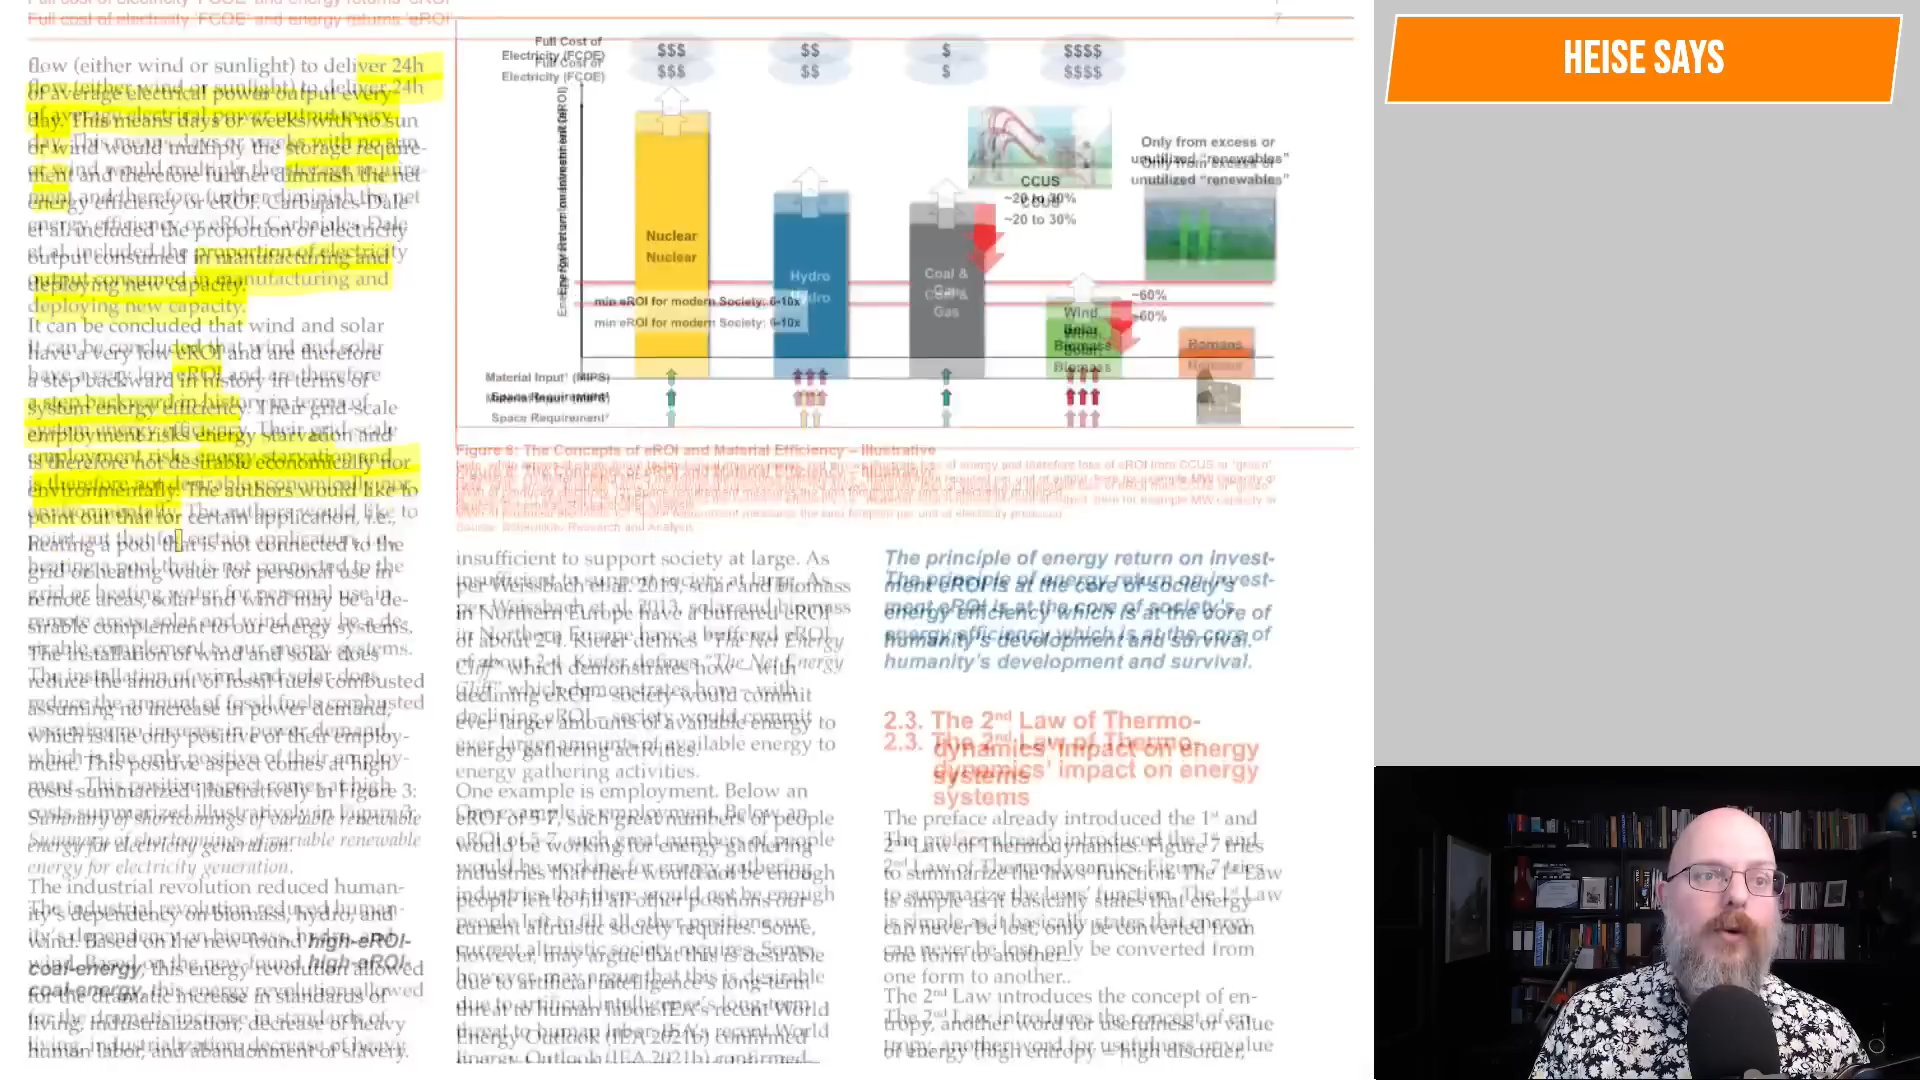 Full cost of electricity 'FCOE' and energy returns 'eROI'
7
HEISE SAYS
flow (either wind or sunlight) to deliver 24h
of average electrical power output every
day. This means days or weeks with no sun
or wind would multiply the storage require-
ment and therefore further diminish the net
energy efficiency or eROI. Carbajales-Dale
et al. included the proportion of electricity
output consumed in manufacturing and
deploying new capacity.
It can be concluded that wind and solar
have a very low eROI and are therefore
a step backward in history in terms of
system energy efficiency. Their grid-scale
employment risks energy starvation and
is therefore not desirable economically nor
environmentally. The authors would like to
point out that for certain application, i.e.,
heating a pool that is not connected to the
grid or heating water for personal use in
remote areas, solar and wind may be a de-
sirable complement to our energy systems.
The installation of wind and solar does
reduce the amount of fossil fuels combusted
assuming no increase in power demand,
which is the only positive of their employ-
ment. This positive aspect comes at high
costs summarized illustratively in Figure 3:
Summary of shortcomings of variable renewable
energy for electricity generation.
The industrial revolution reduced human-
ity's dependency on biomass, hydro, and
wind. Based on the new-found high-eROI-
coal-energy, this energy revolution allowed
for the dramatic increase in standards of
living, industrialization, decrease of heavy
human labor, and abandonment of slavery.
Full Cost of
Electricity (FCOE)
$$$
$$
$
$$$$
Nuclear
Hydro
Coal &
Gas
CCUS
~20 to 30%
Only from excess or
unutilized "renewables"
min eROI for modern Society: 6-10x
Wind
Solar
Biomass
~60%
Romans
Material Input¹ (MIPS)
Space Requirement²
Figure 8: The Concepts of eROI and Material Efficiency – Illustrative
Source: Research and Analysis
insufficient to support society at large. As
per Weissbach et al. 2013, solar and biomass
in Northern Europe have a buffered eROI
of about 2-4. Kiefer defines "The Net Energy
Cliff" which demonstrates how – with
declining eROI – society would commit
ever larger amounts of available energy to
energy gathering activities.
One example is employment. Below an
eROI of 5-7, such great numbers of people
would be working for energy gathering
industries that there would not be enough
people left to fill all other positions our
current altruistic society requires. Some,
however, may argue that this is desirable
due to artificial intelligence's long-term
threat to human labor. IEA's recent World
Energy Outlook (IEA 2021b) confirmed
The principle of energy return on invest-
ment eROI is at the core of society's
energy efficiency which is at the core of
humanity's development and survival.
2.3. The 2nd Law of Thermo-
dynamics' impact on energy
systems
The preface already introduced the 1st and
2nd Law of Thermodynamics. Figure 7 tries
to summarize the Laws' function. The 1st Law
is simple as it basically states that energy
can never be lost, only be converted from
one form to another..
The 2nd Law introduces the concept of en-
tropy, another word for usefulness or value
of energy (high entropy = high disorder,